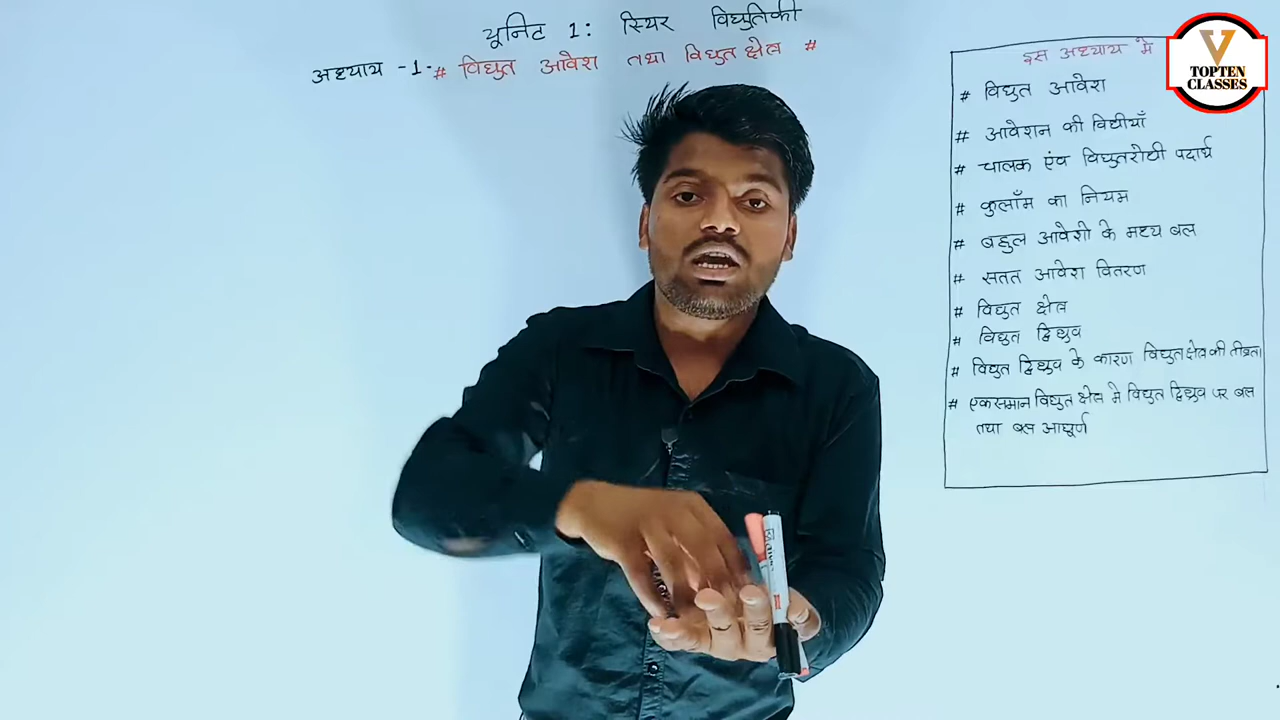 यूनिट 1: स्थिर विद्युतिकी
अध्याय -1- # विद्युत आवेश तथा विद्युत क्षेत्र #
इस अध्याय में
# विद्युत आवेश
# आवेशन की विधीयाँ
# चालक एंव विद्युतरोधी पदार्थ
# कुलाँम का नियम
# बहुल आवेशो के मध्य बल
# सतत आवेश वितरण
# विद्युत क्षेत्र
# विद्युत द्विध्रुव
# विद्युत द्विध्रुव के कारण विद्युत क्षेत्र की तीव्रता
# एकसमान विद्युत क्षेत्र मे विद्युत द्विध्रुव पर बल
तथा बल आघूर्ण
V
TOPTEN
CLASSES